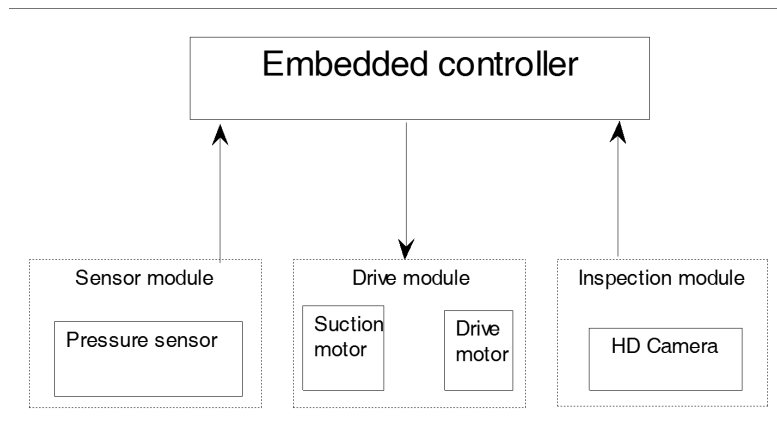 Embedded controller
Sensor module
Drive module
Inspection module
Pressure sensor
Suction
motor
Drive
motor
HD Camera